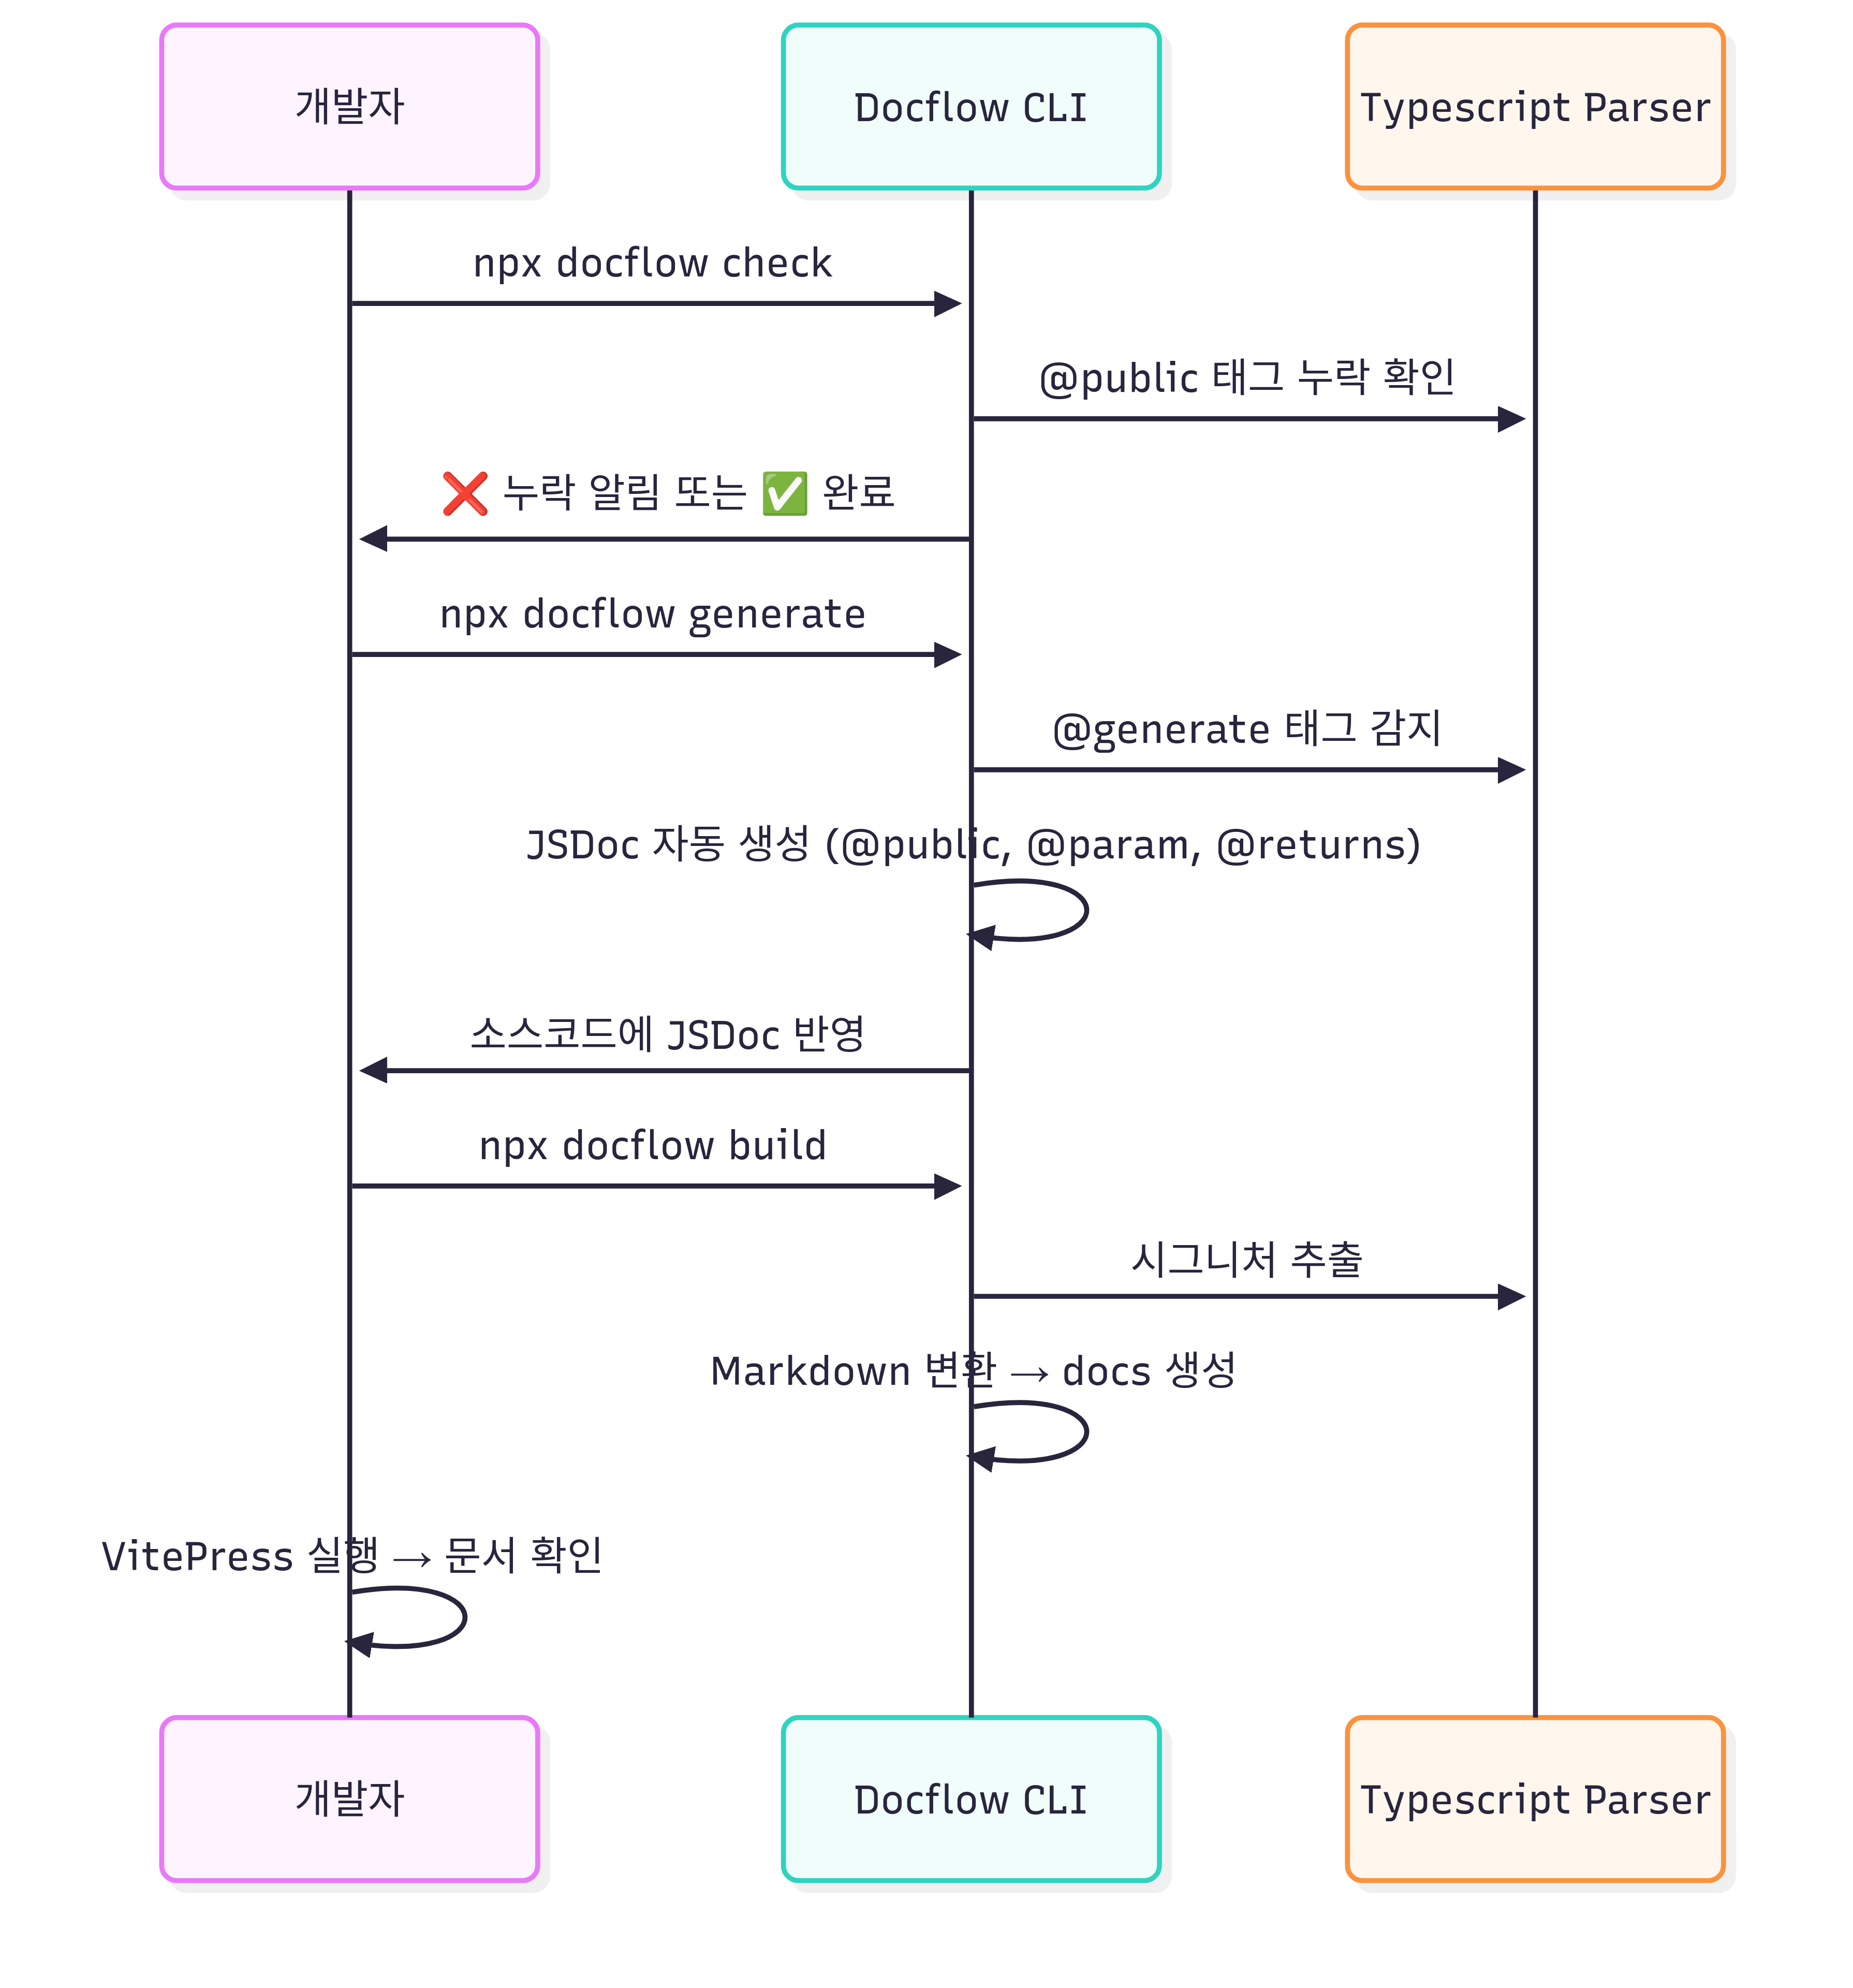 개발자
Docflow CLI
Typescript Parser
npx docflow check
@public 태그 누락 확인
❌ 누락 알림 또는 ✅ 완료
npx docflow generate
@generate 태그 감지
JSDoc 자동 생성 (@public, @param, @returns)
소스코드에 JSDoc 반영
npx docflow build
시그니처 추출
Markdown 변환 → docs 생성
VitePress 실행 → 문서 확인
개발자
Docflow CLI
Typescript Parser